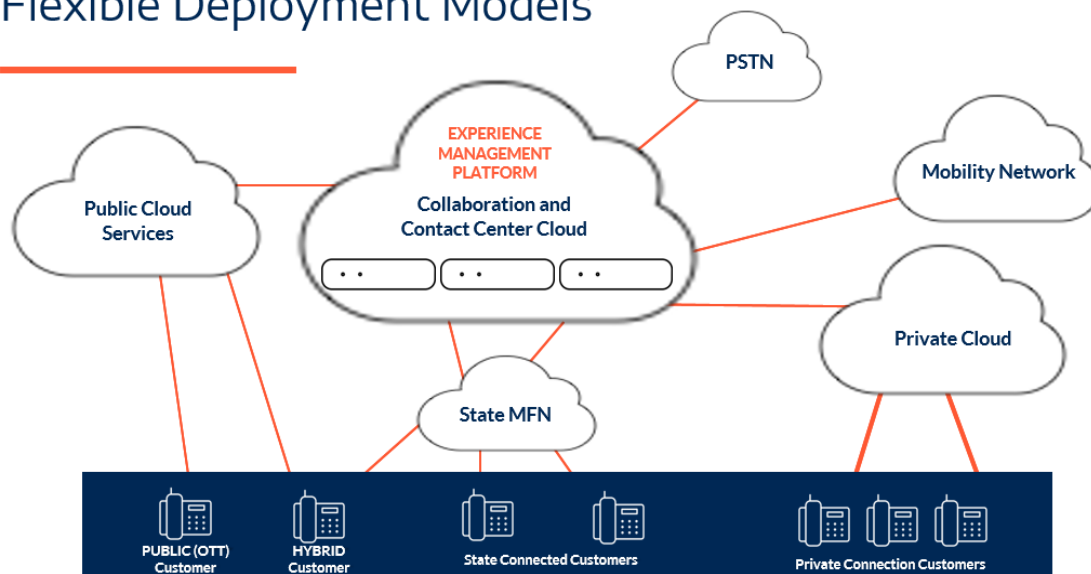 Flexible Deployment Models
PSTN
EXPERIENCE
MANAGEMENT
PLATFORM
Collaboration and
Contact Center Cloud
Public Cloud
Services
Mobility Network
Private Cloud
State MFN
PUBLIC (OTT)
Customer
HYBRID
Customer
State Connected Customers
Private Connection Customers